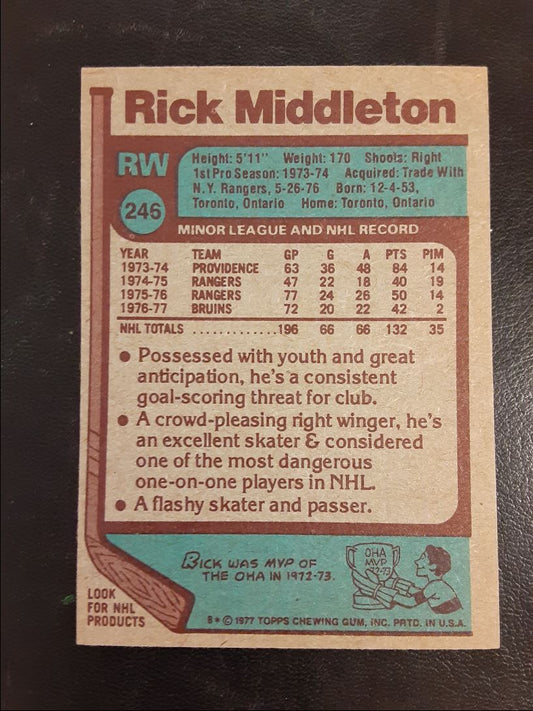 Rick Middleton
RW
246
Height: 5'11" Weight: 170 Shoots: Right
1st Pro Season: 1973-74 Acquired: Trade With
N.Y. Rangers, 5-26-76 Born: 12-4-53,
Toronto, Ontario Home: Toronto, Ontario
MINOR LEAGUE AND NHL RECORD
YEAR TEAM GP G A PTS PIM
1973-74 PROVIDENCE 63 36 48 84 14
1974-75 RANGERS 47 22 18 40 19
1975-76 RANGERS 77 24 26 50 14
1976-77 BRUINS 72 20 22 42 2
NHL TOTALS .............196 66 66 132 35
• Possessed with youth and great
anticipation, he's a consistent
goal-scoring threat for club.
• A crowd-pleasing right winger, he's
an excellent skater & considered
one of the most dangerous
one-on-one players in NHL.
• A flashy skater and passer.
RICK WAS MVP OF
THE OHA IN 1972-73.
OHA
MVP
72-73
LOOK
FOR NHL
PRODUCTS
B* © 1977 TOPPS CHEWING GUM, INC. PRTD. IN U.S.A.